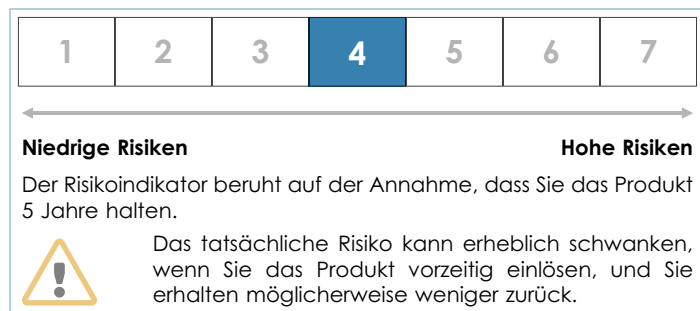 1 2 3 4 5 6 7
Niedrige Risiken Hohe Risiken
Der Risikoindikator beruht auf der Annahme, dass Sie das Produkt
5 Jahre halten.
Das tatsächliche Risiko kann erheblich schwanken,
wenn Sie das Produkt vorzeitig einlösen, und Sie
erhalten möglicherweise weniger zurück.